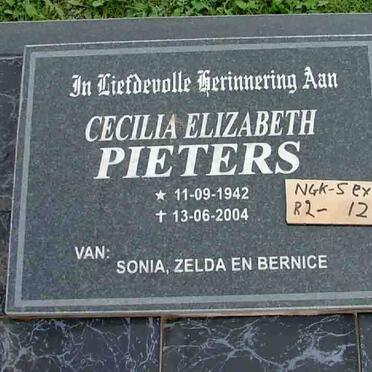 In Liefdevolle Herinnering Aan
CECILIA ELIZABETH
PIETERS
★ 11-09-1942
✝ 13-06-2004
NGK-5 ex
R2- 12
VAN:
SONIA, ZELDA EN BERNICE